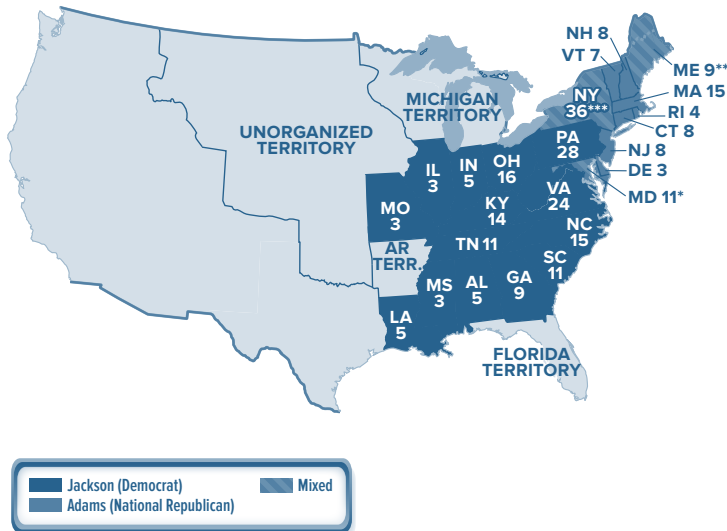 NH 8
VT 7
ME 9**
MA 15
NY
36***
RI 4
CT 8
MICHIGAN
TERRITORY
UNORGANIZED
TERRITORY
PA
28
NJ 8
DE 3
MD 11*
IL
3
IN
5
OH
16
VA
24
MO
3
KY
14
NC
15
TN 11
AR
TERR.
SC
11
MS
3
AL
5
GA
9
LA
5
FLORIDA
TERRITORY
Jackson (Democrat)
Mixed
Adams (National Republican)